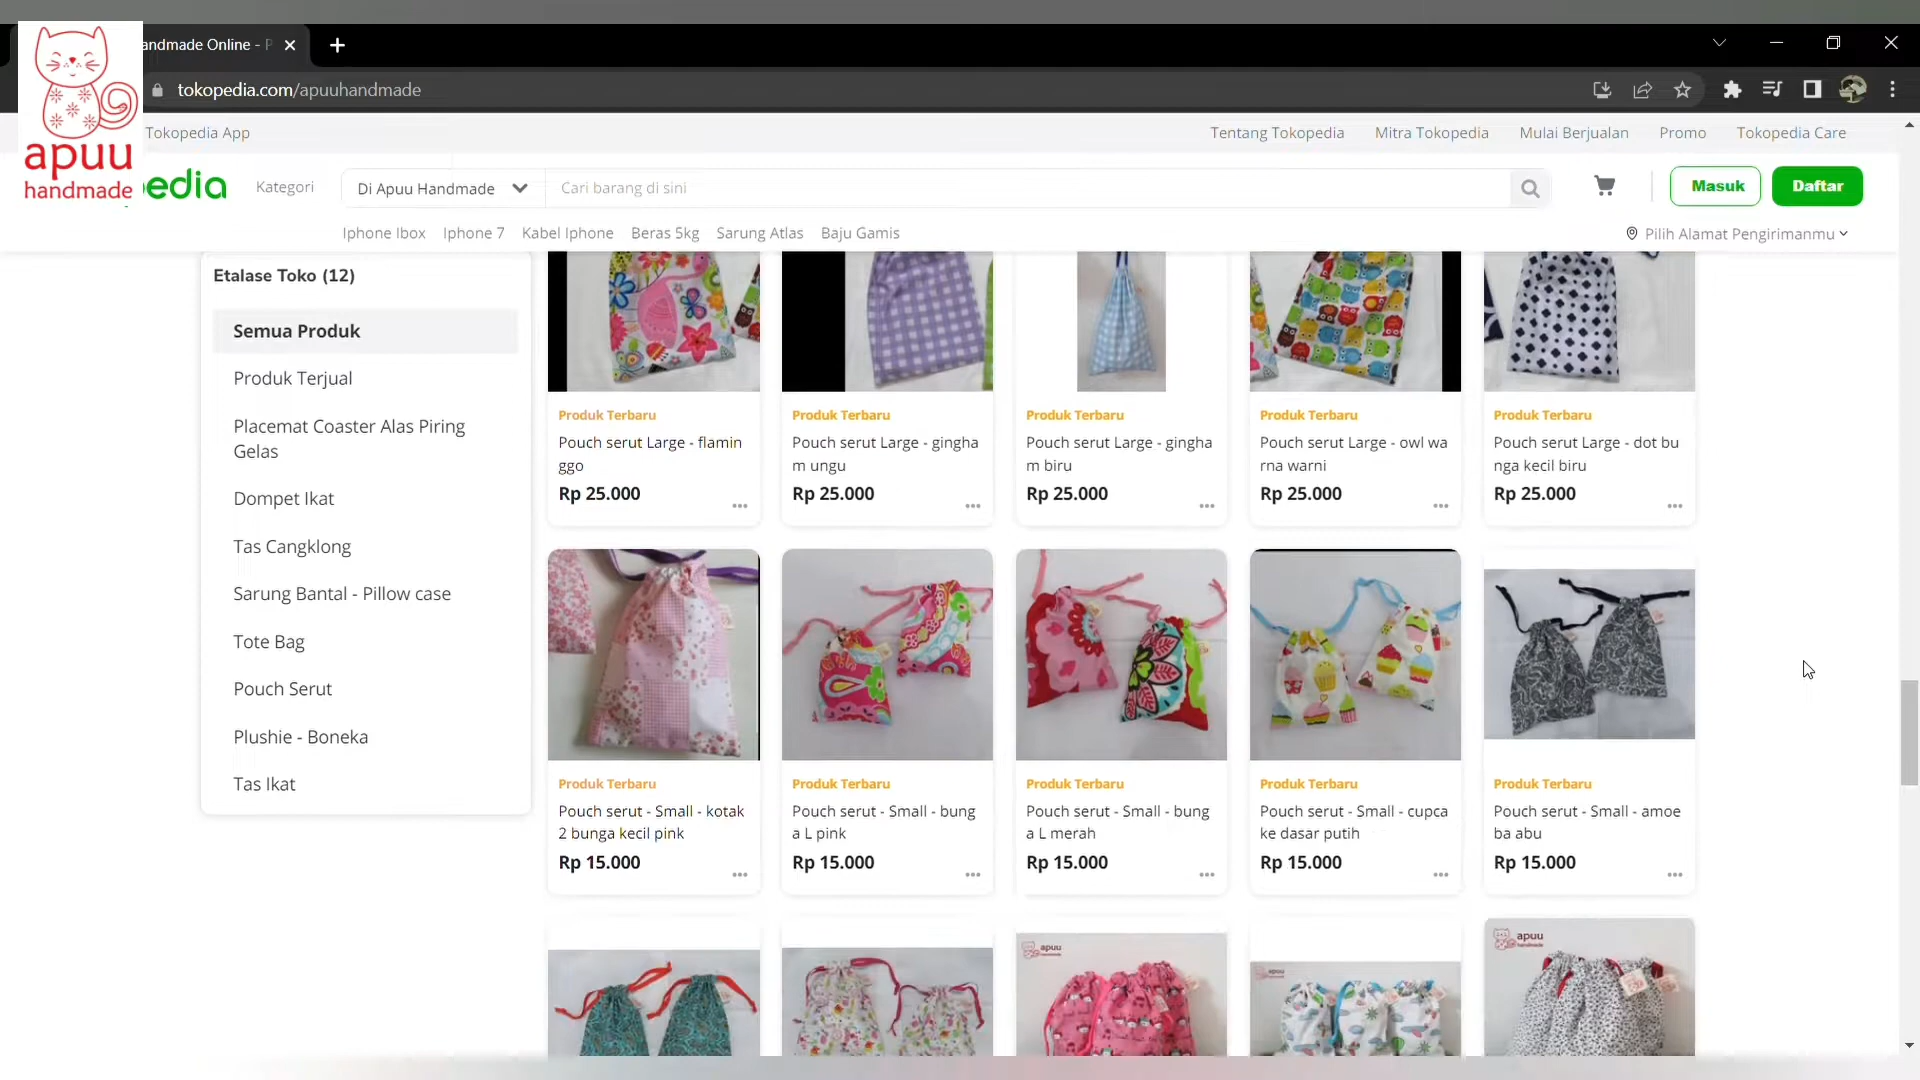 andmade Online - P
tokopedia.com/apuuhandmade
apuu
handmade
Tokopedia App
Tentang Tokopedia
Mitra Tokopedia
Mulai Berjualan
Promo
Tokopedia Care
edia
Kategori
Di Apuu Handmade
Cari barang di sini
Masuk
Daftar
Iphone Ibox
Iphone 7
Kabel Iphone
Beras 5kg
Sarung Atlas
Baju Gamis
Pilih Alamat Pengirimanmu
Etalase Toko (12)
Semua Produk
Produk Terjual
Placemat Coaster Alas Piring
Gelas
Dompet Ikat
Tas Cangklong
Sarung Bantal - Pillow case
Tote Bag
Pouch Serut
Plushie - Boneka
Tas Ikat
Produk Terbaru
Pouch serut Large - flamin
ggo
Rp 25.000
Produk Terbaru
Pouch serut Large - gingha
m ungu
Rp 25.000
Produk Terbaru
Pouch serut Large - gingha
m biru
Rp 25.000
Produk Terbaru
Pouch serut Large - owl wa
rna warni
Rp 25.000
Produk Terbaru
Pouch serut Large - dot bu
nga kecil biru
Rp 25.000
Produk Terbaru
Pouch serut - Small - kotak
2 bunga kecil pink
Rp 15.000
Produk Terbaru
Pouch serut - Small - bung
a L pink
Rp 15.000
Produk Terbaru
Pouch serut - Small - bung
a L merah
Rp 15.000
Produk Terbaru
Pouch serut - Small - cupca
ke dasar putih
Rp 15.000
Produk Terbaru
Pouch serut - Small - amoe
ba abu
Rp 15.000
apuu
handmade
apuu
apuu
handmade